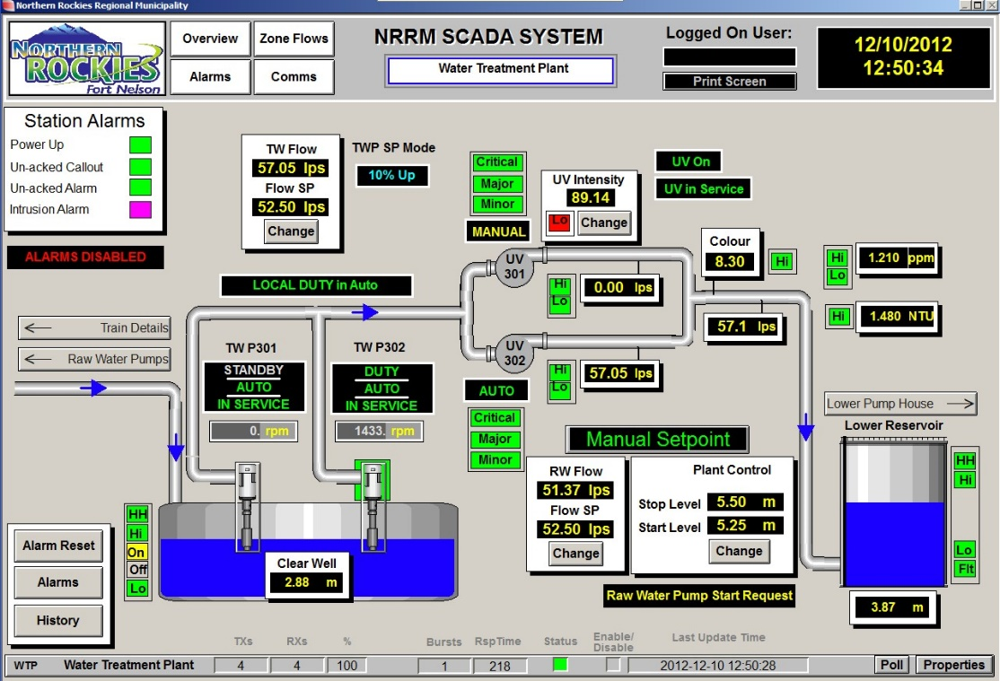 Northern Rockies Regional Municipality
NORTHERN
ROCKIES
Fort Nelson
Overview
Zone Flows
Alarms
Comms
NRRM SCADA SYSTEM
Water Treatment Plant
Logged On User:
Print Screen
12/10/2012
12:50:34
Station Alarms
Power Up
Un-acked Callout
Un-acked Alarm
Intrusion Alarm
ALARMS DISABLED
TW Flow
57.05 lps
Flow SP
52.50 lps
Change
TWP SP Mode
10% Up
Critical
Major
Minor
MANUAL
UV Intensity
89.14
Lo
Change
UV On
UV in Service
Colour
8.30
Hi
Hi
Lo
1.210 ppm
Hi
1.480 NTU
LOCAL DUTY in Auto
UV
301
Hi
Lo
0.00 lps
57.1 lps
Train Details
Raw Water Pumps
TW P301
STANDBY
AUTO
IN SERVICE
0. rpm
TW P302
DUTY
AUTO
IN SERVICE
1433. rpm
UV
302
Hi
Lo
57.05 lps
AUTO
Critical
Major
Minor
Manual Setpoint
RW Flow
51.37 lps
Flow SP
52.50 lps
Change
Plant Control
Stop Level 5.50 m
Start Level 5.25 m
Change
Raw Water Pump Start Request
Lower Pump House
Lower Reservoir
HH
Hi
Lo
Flt
3.87 m
HH
Hi
On
Off
Lo
Clear Well
2.88 m
Alarm Reset
Alarms
History
TXs RXs % Bursts RspTime Status Enable/ Disable Last Update Time
WTP Water Treatment Plant 4 4 100 1 218 2012-12-10 12:50:28 Poll Properties